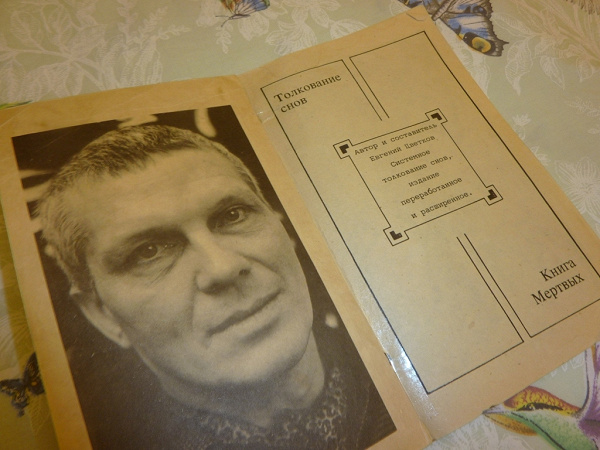 Толкование
снов
Автор и составитель
Евгений Цветков.
Системное
толкование снов,
издание
переработанное
и расширенное.
Книга
Мертвых